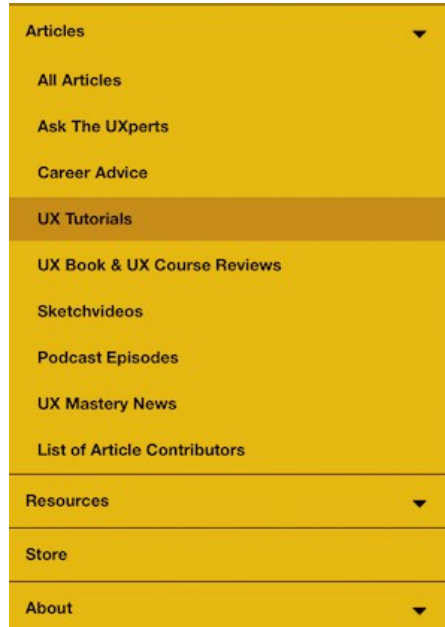 Articles
All Articles
Ask The UXperts
Career Advice
UX Tutorials
UX Book & UX Course Reviews
Sketchvideos
Podcast Episodes
UX Mastery News
List of Article Contributors
Resources
Store
About